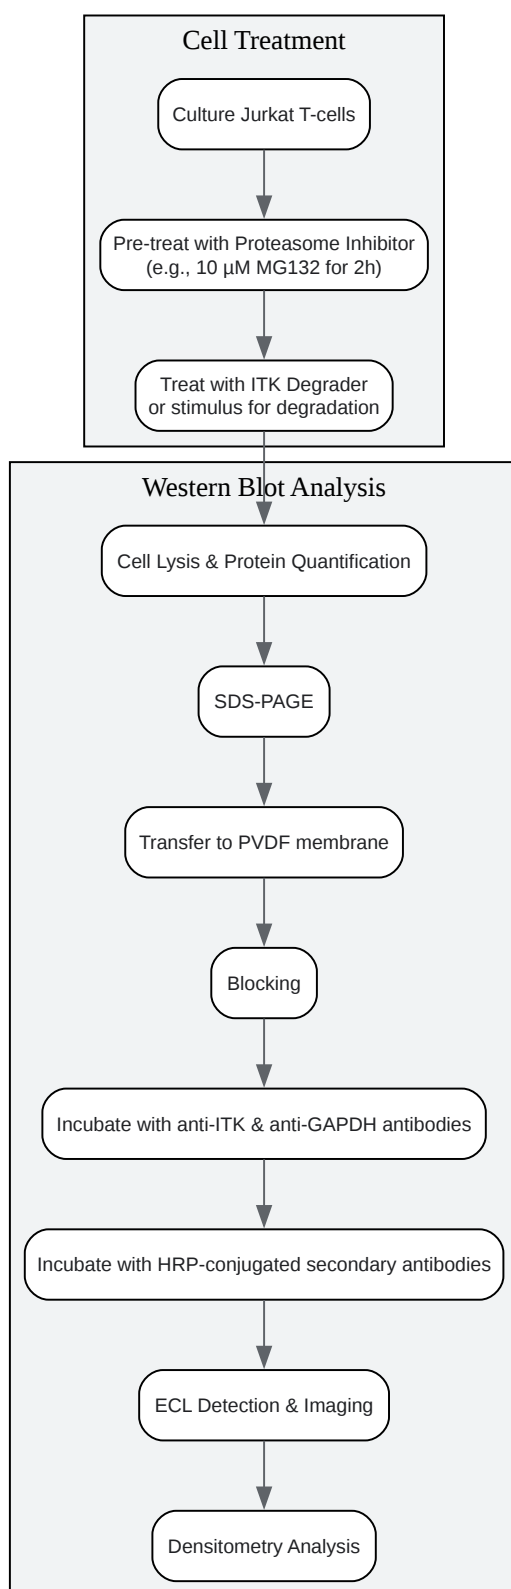 Cell Treatment
Culture Jurkat T-cells
Pre-treat with Proteasome Inhibitor
(e.g., 10 µM MG132 for 2h)
Treat with ITK Degrader
or stimulus for degradation
Western Blot Analysis
Cell Lysis & Protein Quantification
SDS-PAGE
Transfer to PVDF membrane
Blocking
Incubate with anti-ITK & anti-GAPDH antibodies
Incubate with HRP-conjugated secondary antibodies
ECL Detection & Imaging
Densitometry Analysis